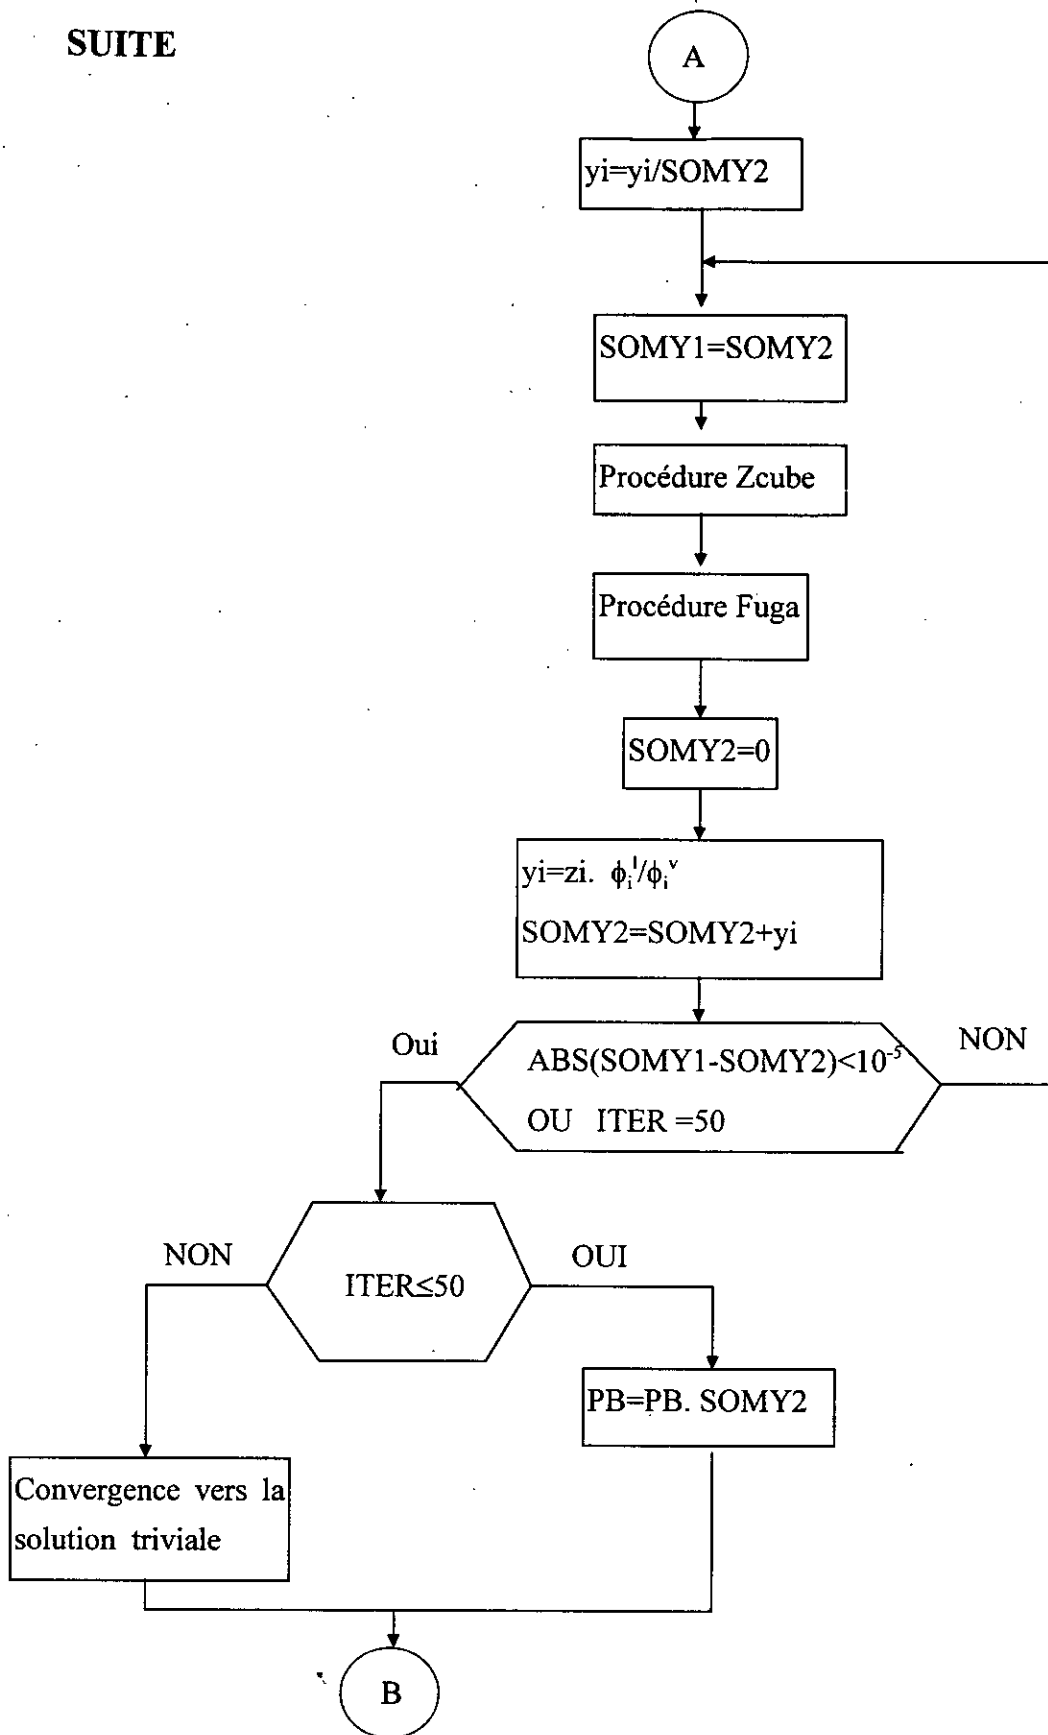 SUITE
A
yi=yi/SOMY2
SOMY1=SOMY2
Procédure Zcube
Procédure Fuga
SOMY2=0
yi=zi. ϕᵢˡ/ϕᵢᵛ
SOMY2=SOMY2+yi
Oui
ABS(SOMY1-SOMY2)<10⁻⁵
NON
OU ITER =50
NON
OUI
ITER≤50
PB=PB. SOMY2
Convergence vers la
solution triviale
B